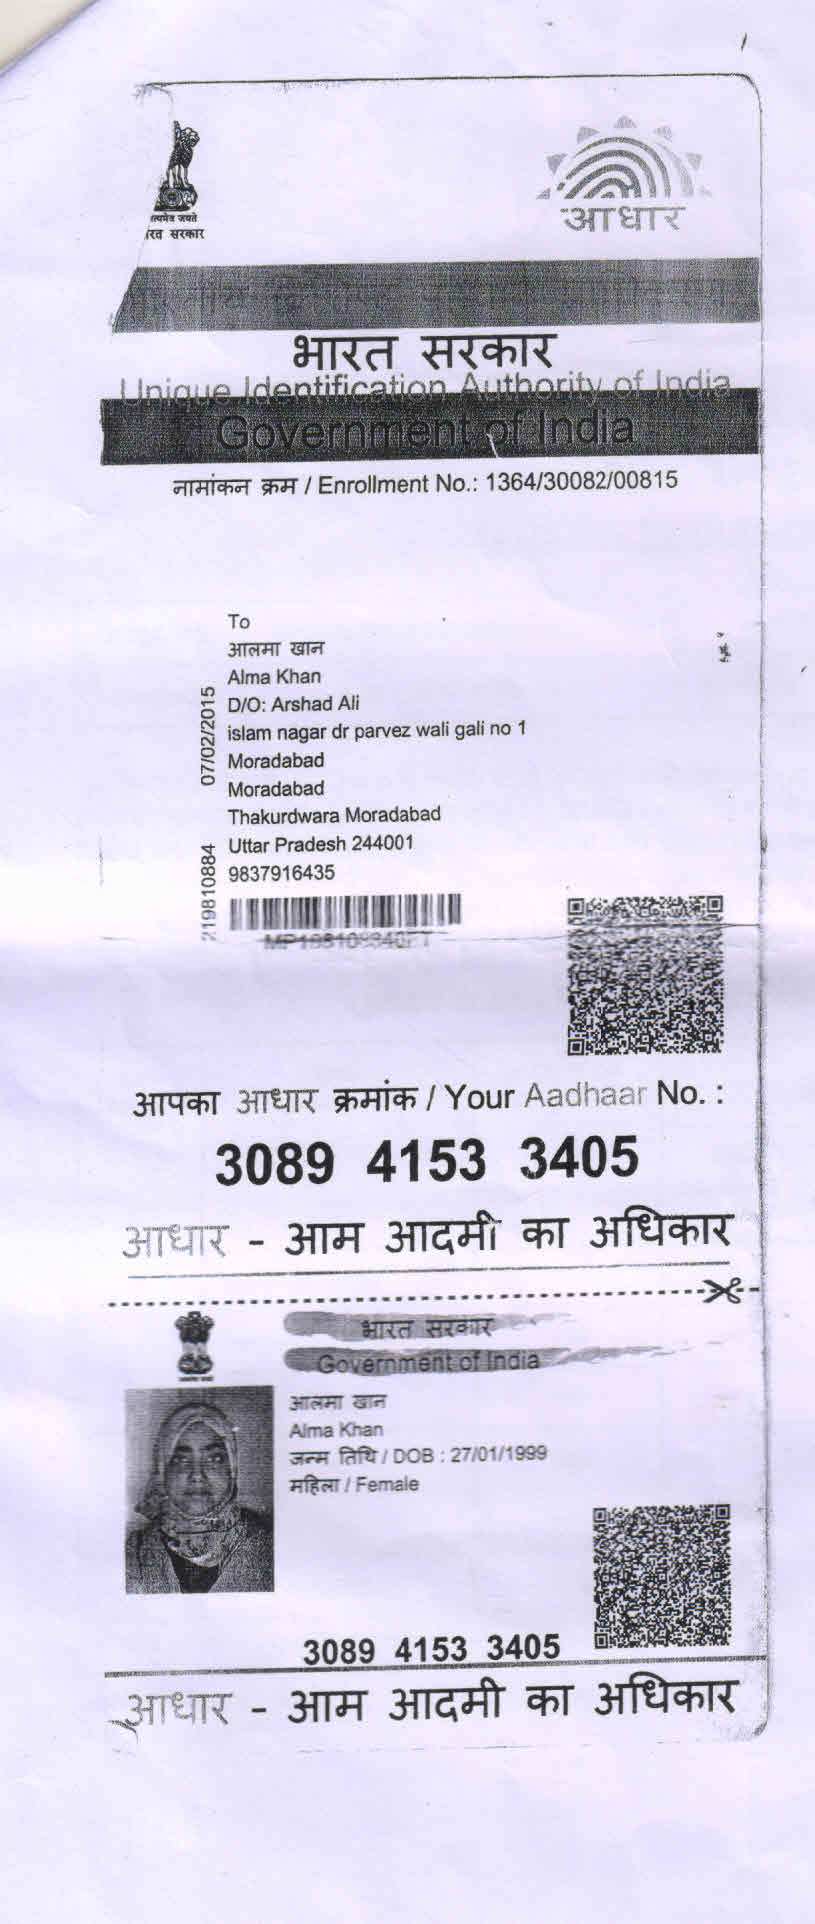 सत्यमेव जयते
भारत सरकार
आधार
भारत सरकार
Unique Identification Authority of India
Government of India
नामांकन क्रम / Enrollment No.: 1364/30082/00815
To
आलमा खान
Alma Khan
D/O: Arshad Ali
islam nagar dr parvez wali gali no 1
Moradabad
Moradabad
Thakurdwara Moradabad
Uttar Pradesh 244001
9837916435
07/02/2015
219810884
आपका आधार क्रमांक / Your Aadhaar No. :
3089 4153 3405
आधार - आम आदमी का अधिकार
भारत सरकार
Government of India
आलमा खान
Alma Khan
जन्म तिथि / DOB : 27/01/1999
महिला / Female
3089 4153 3405
आधार - आम आदमी का अधिकार